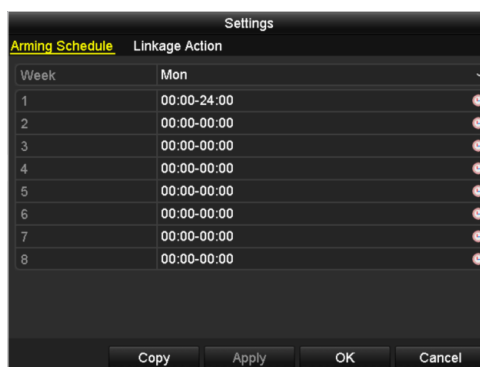 Settings
Arming Schedule Linkage Action
Week Mon
1 00:00-24:00
2 00:00-00:00
3 00:00-00:00
4 00:00-00:00
5 00:00-00:00
6 00:00-00:00
7 00:00-00:00
8 00:00-00:00
Copy Apply OK Cancel